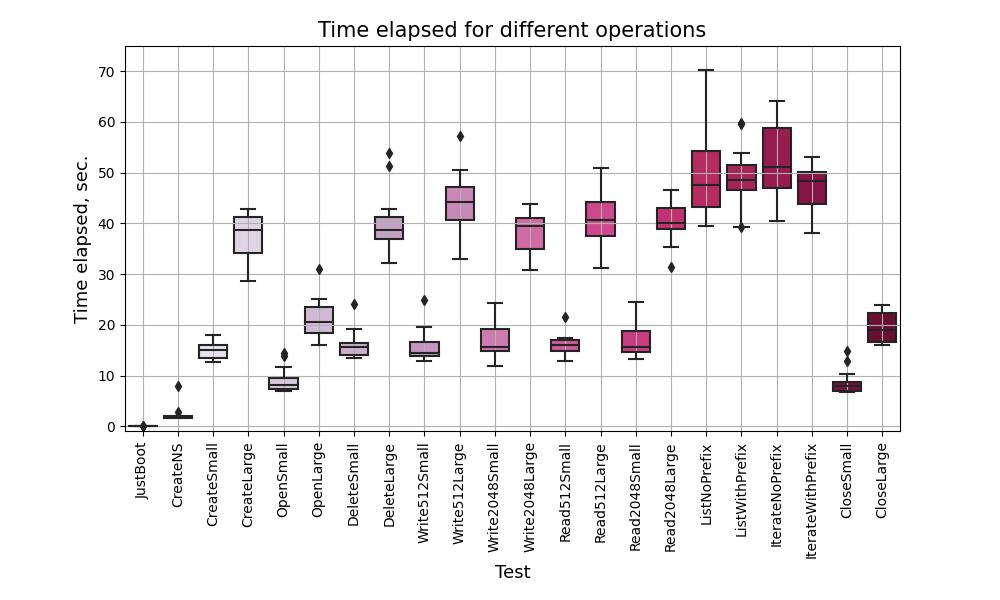 Time elapsed for different operations
Time elapsed, sec.
70
60
50
40
30
20
10
0
JustBoot
CreateNS
CreateSmall
CreateLarge
OpenSmall
OpenLarge
DeleteSmall
DeleteLarge
Write512Small
Write512Large
Write2048Small
Write2048Large
Read512Small
Read512Large
Read2048Small
Read2048Large
ListNoPrefix
ListWithPrefix
IterateNoPrefix
IterateWithPrefix
CloseSmall
CloseLarge
Test